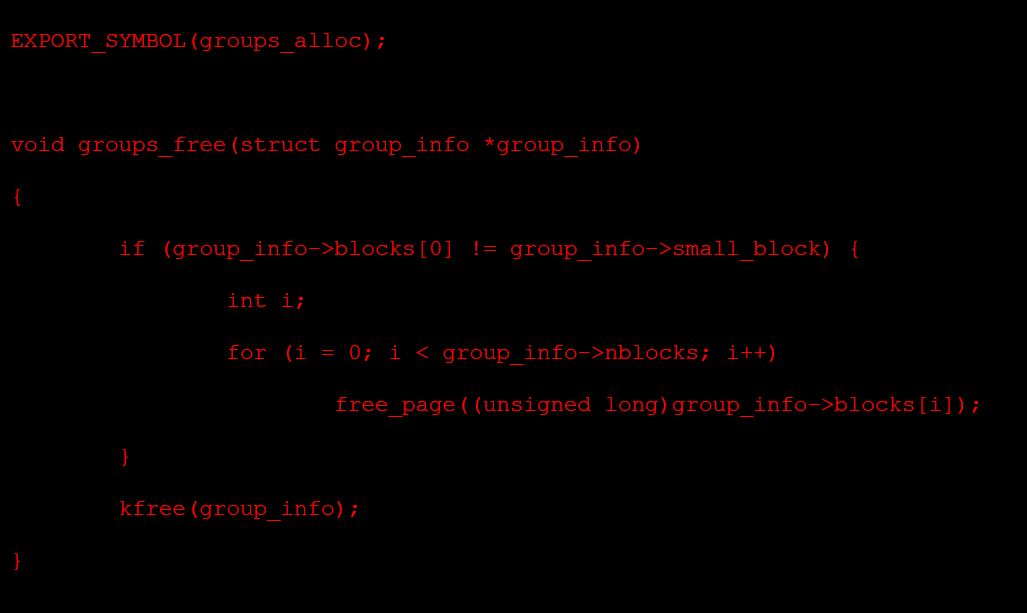 EXPORT_SYMBOL(groups_alloc);
void groups_free(struct group_info *group_info)
{
if (group_info->blocks[0] != group_info->small_block) {
int i;
for (i = 0; i < group_info->nblocks; i++)
free_page((unsigned long)group_info->blocks[i]);
}
kfree(group_info);
}